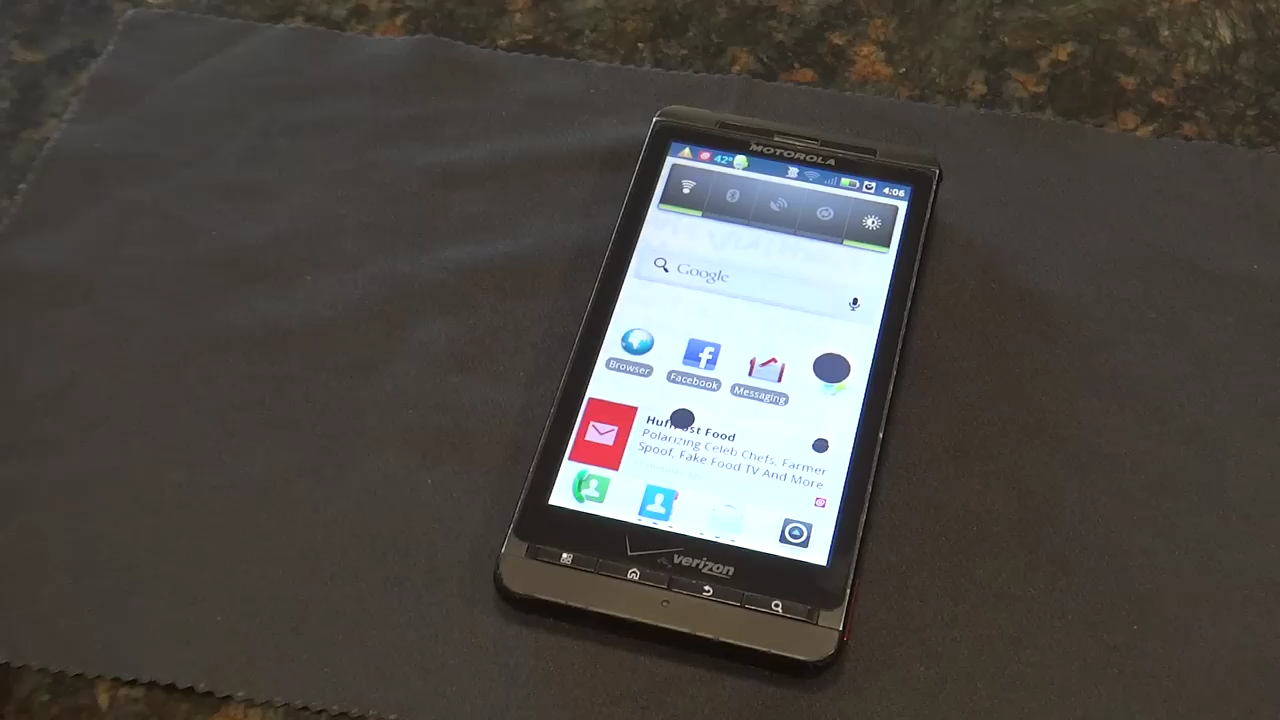 MOTOROLA
42°
4:06
Google
Browser
Facebook
Messaging
Post Food
Polarizing Celeb Chefs, Farmer
Spoof, Fake Food TV And More
verizon